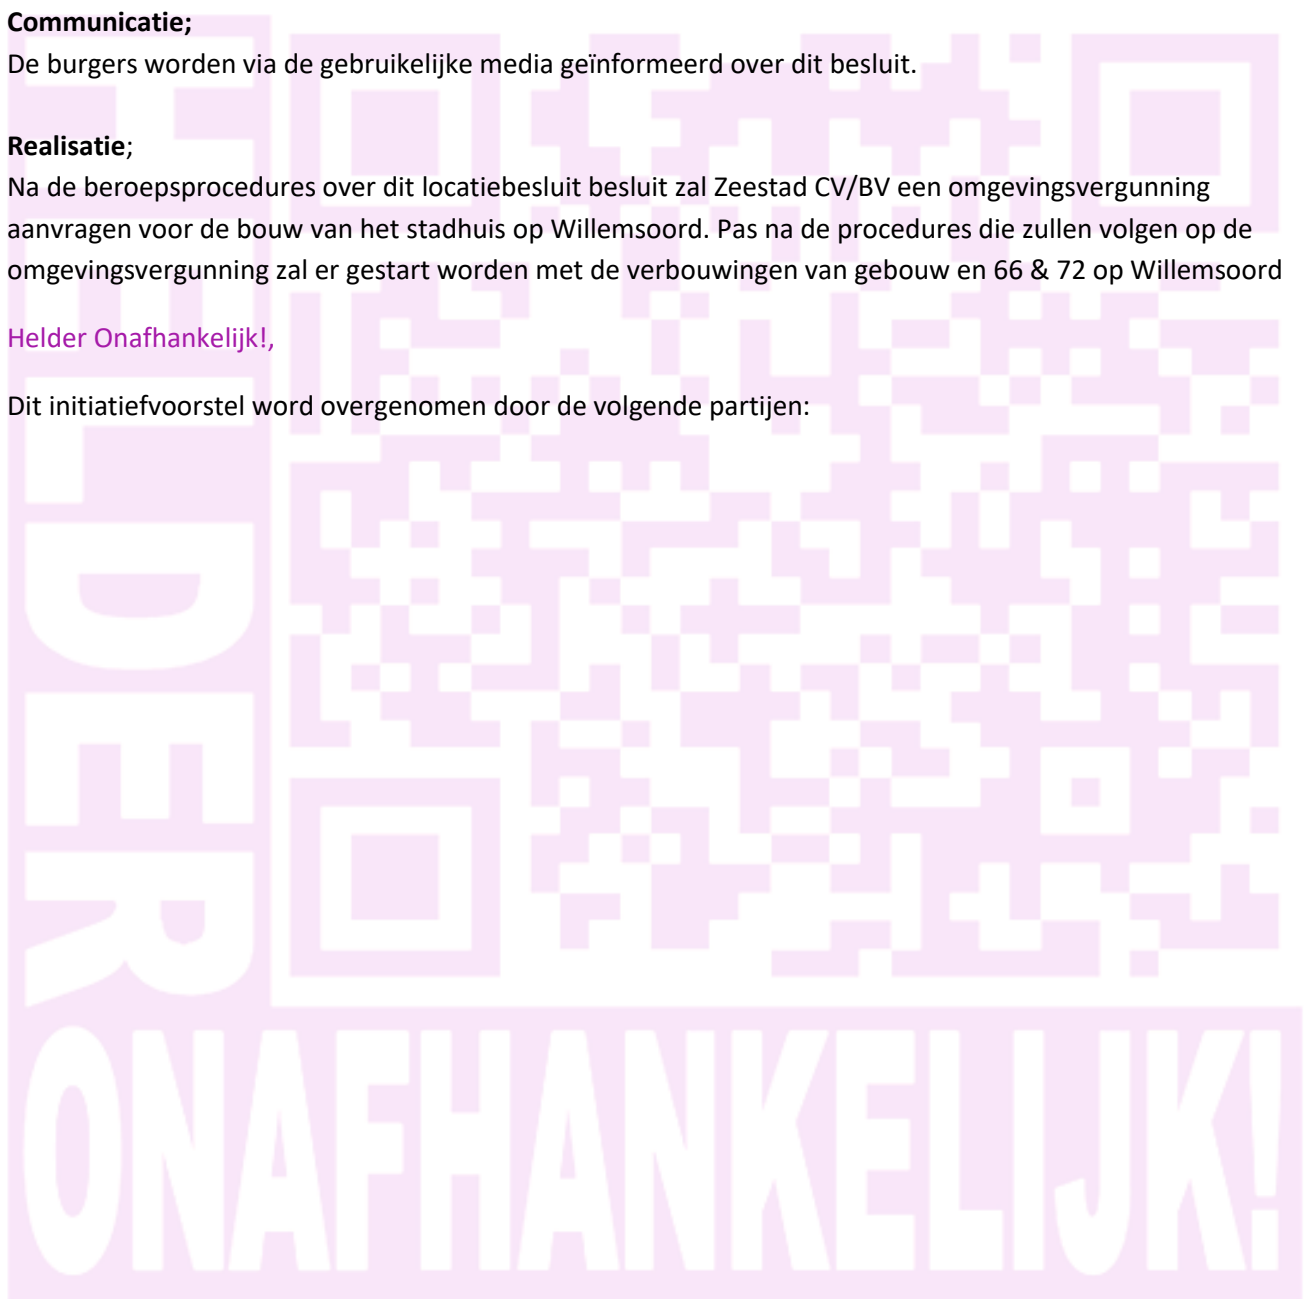 Communicatie;
De burgers worden via de gebruikelijke media geïnformeerd over dit besluit.
Realisatie;
Na de beroepsprocedures over dit locatiebesluit besluit zal Zeestad CV/BV een omgevingsvergunning
aanvragen voor de bouw van het stadhuis op Willemsoord. Pas na de procedures die zullen volgen op de
omgevingsvergunning zal er gestart worden met de verbouwingen van gebouw en 66 & 72 op Willemsoord
Helder Onafhankelijk!,
Dit initiatiefvoorstel word overgenomen door de volgende partijen:
HELDER
ONAFHANKELIJK!